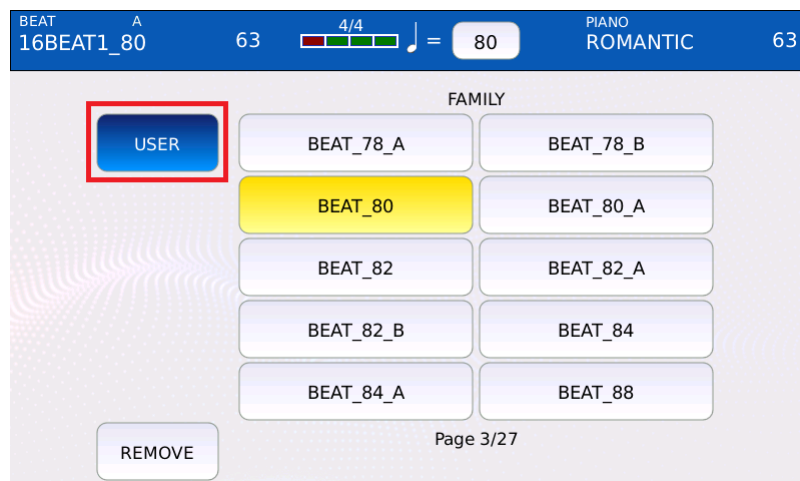 BEAT A
16BEAT1_80 63 4/4 = 80 PIANO
ROMANTIC 63
FAMILY
USER BEAT_78_A BEAT_78_B
BEAT_80 BEAT_80_A
BEAT_82 BEAT_82_A
BEAT_82_B BEAT_84
BEAT_84_A BEAT_88
REMOVE Page 3/27